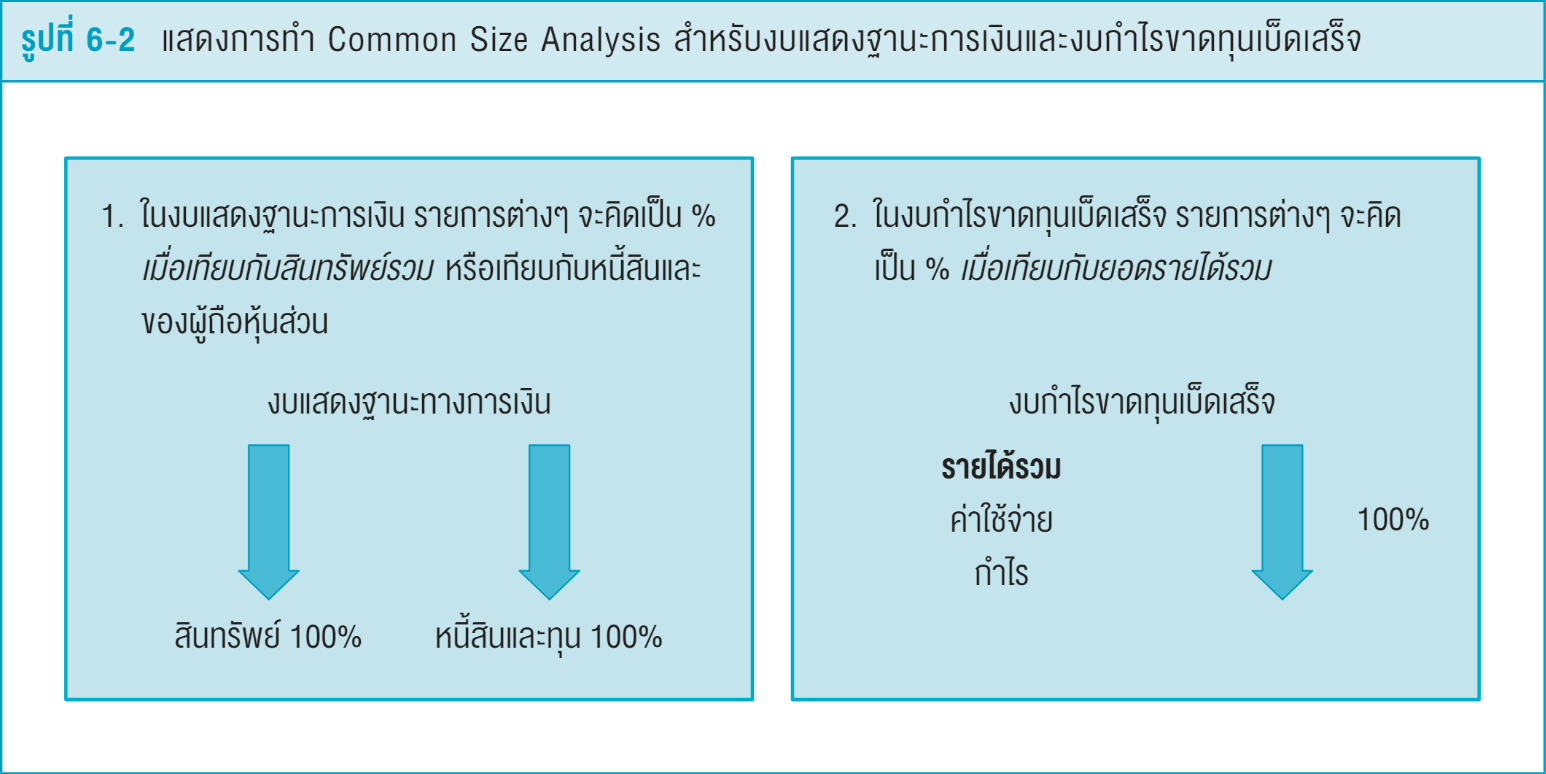 รูปที่ 6-2 แสดงการทำ Common Size Analysis สำหรับงบแสดงฐานะการเงินและงบกำไรขาดทุนเบ็ดเสร็จ
1. ในงบแสดงฐานะการเงิน รายการต่างๆ จะคิดเป็น %
เมื่อเทียบกับสินทรัพย์รวม หรือเทียบกับหนี้สินและ
ของผู้ถือหุ้นส่วน
งบแสดงฐานะทางการเงิน
สินทรัพย์ 100% หนี้สินและทุน 100%
2. ในงบกำไรขาดทุนเบ็ดเสร็จ รายการต่างๆ จะคิด
เป็น % เมื่อเทียบกับยอดรายได้รวม
งบกำไรขาดทุนเบ็ดเสร็จ
รายได้รวม
ค่าใช้จ่าย 100%
กำไร